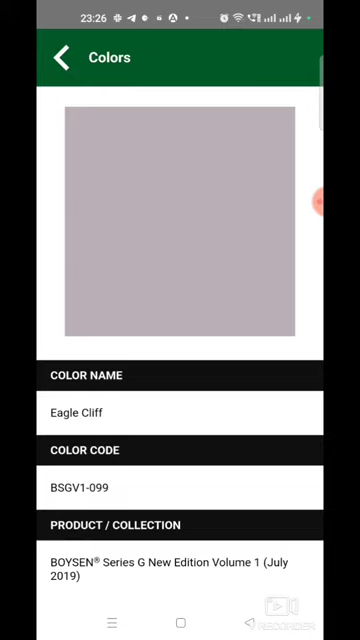 23:26
Colors
COLOR NAME
Eagle Cliff
COLOR CODE
BSGV1-099
PRODUCT / COLLECTION
BOYSEN® Series G New Edition Volume 1 (July
2019)
RECORDER